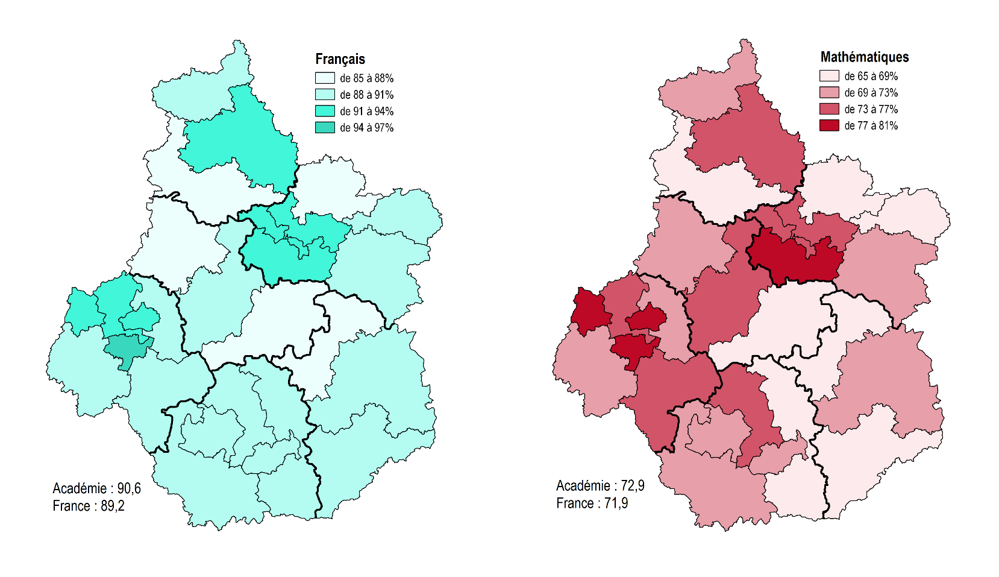 Français
de 85 à 88%
de 88 à 91%
de 91 à 94%
de 94 à 97%
Académie : 90,6
France : 89,2
Mathématiques
de 65 à 69%
de 69 à 73%
de 73 à 77%
de 77 à 81%
Académie : 72,9
France : 71,9